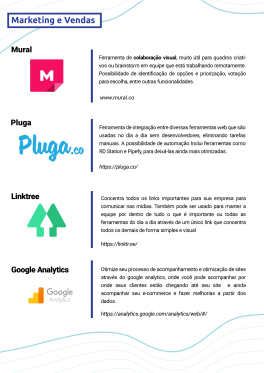 Marketing e Vendas
Mural
Ferramenta de colaboração visual, muito útil para quadros criati-
vos ou brainstorm em equipe que está trabalhando remotamente.
Possibilidade de identificação de opções e priorização, votação
para escolha, entre outras funcionalidades.
www.mural.co
Pluga
Pluga.co
Ferramenta de integração entre diversas ferramentas web que são
usadas no dia a dia sem desenvolvedores, eliminando tarefas
manuais. A possibilidade de automação inclui ferramentas como
RD Station e Pipefy, para deixá-las ainda mais otimizadas.
https://pluga.co/
Linktree
Concentra todos os links importantes para sua empresa para
comunicar nas mídias. Também pode ser usado para manter a
equipe por dentro de tudo o que é importante ou todas as
ferramentas do dia a dia através de um único link que concentra
todos os demais de forma simples e visual
https://linktr.ee/
Google Analytics
Google
Analytics
Otimize seu processo de acompanhamento e otimização de sites
através do google analytics, onde você pode acompanhar por
onde seus clientes estão chegando até seu site e ainda
acompanhar seu e-commerce e fazer melhorias a partir dos
dados.
https://analytics.google.com/analytics/web/#/